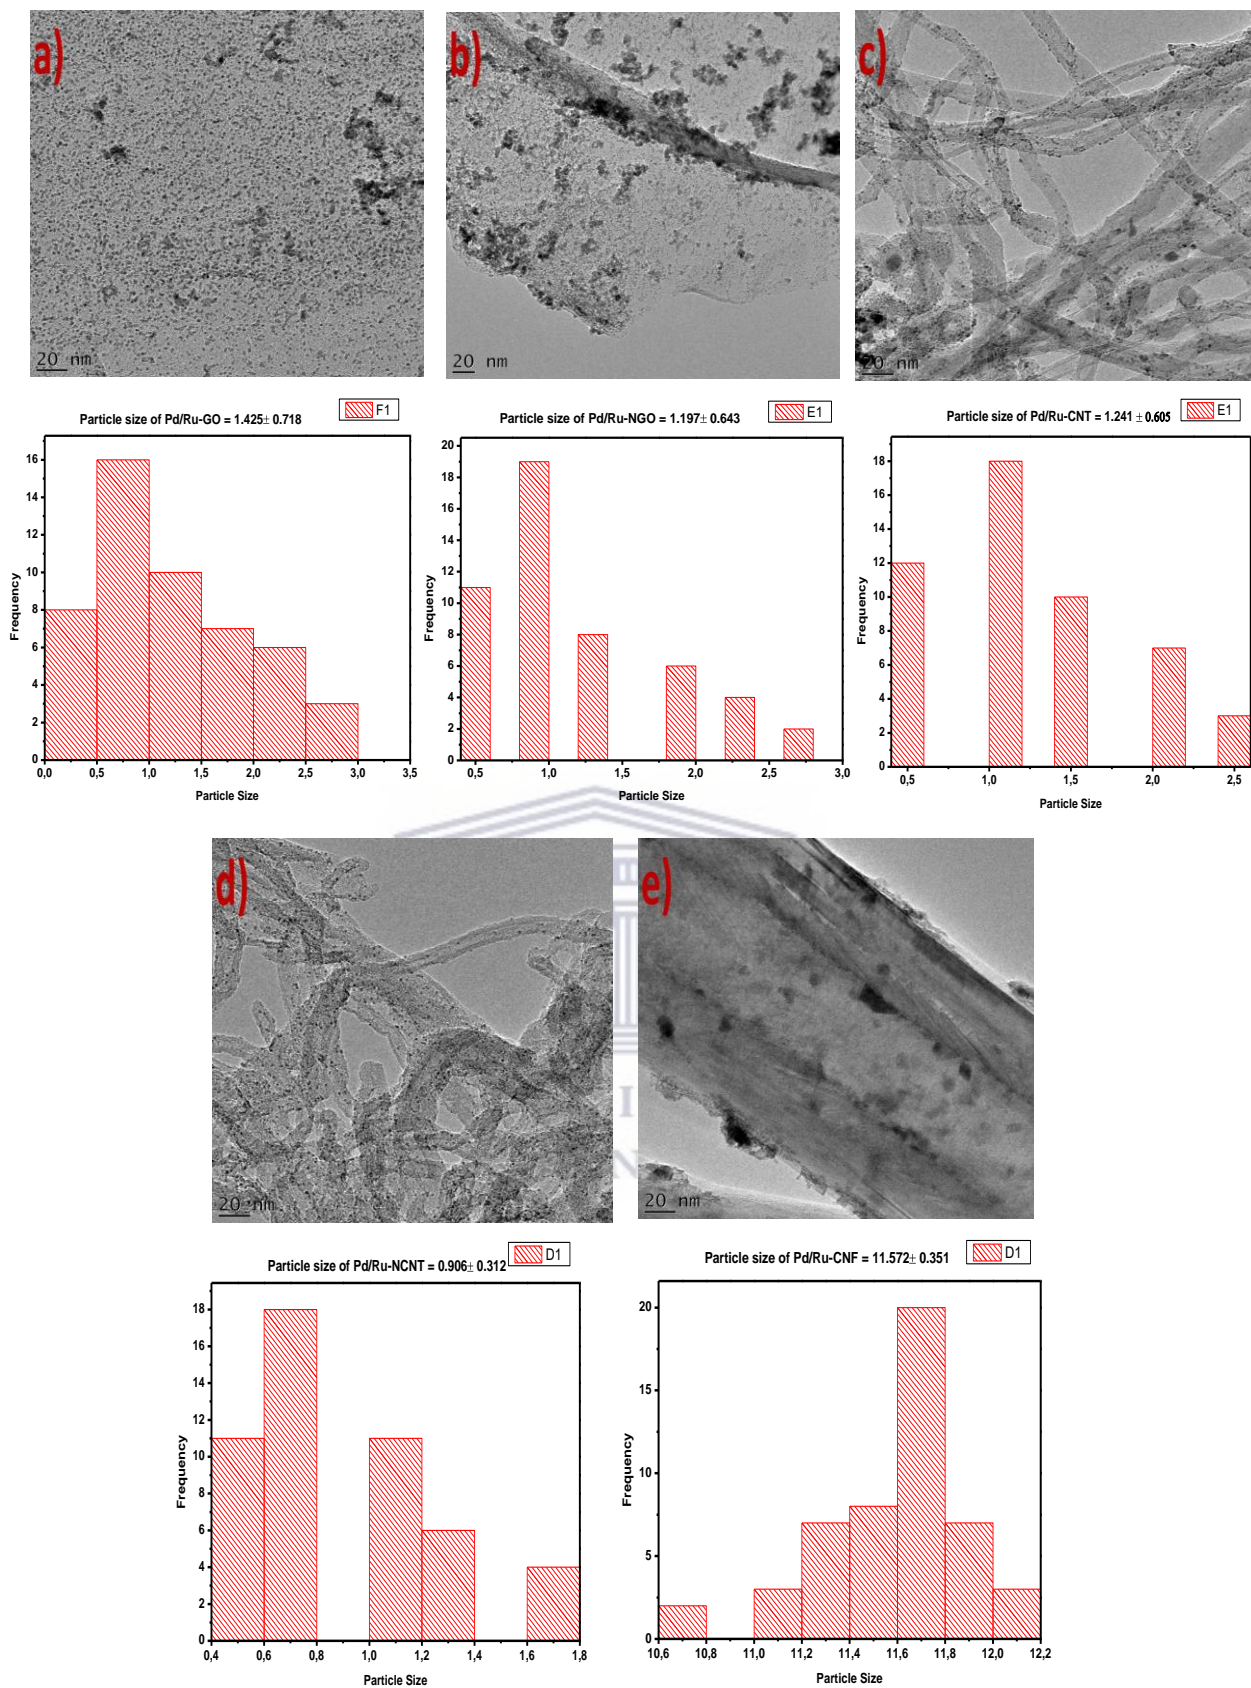 a)
20 nm
b)
20 nm
c)
20 nm
Particle size of Pd/Ru-GO = 1.425± 0.718
F1
Frequency
16
14
12
10
8
6
4
2
0
0,0 0,5 1,0 1,5 2,0 2,5 3,0 3,5
Particle Size
Particle size of Pd/Ru-NGO = 1.197± 0.643
E1
Frequency
20
19
18
17
16
15
14
13
12
11
10
9
8
7
6
5
4
3
2
1
0
0,5 1,0 1,5 2,0 2,5 3,0
Particle Size
Particle size of Pd/Ru-CNT = 1.241 ± 0.605
E1
Frequency
18
16
14
12
10
8
6
4
2
0
0,5 1,0 1,5 2,0 2,5
Particle Size
d)
20 nm
e)
20 nm
Particle size of Pd/Ru-NCNT = 0.906± 0.312
D1
Frequency
18
16
14
12
10
8
6
4
2
0
0,4 0,6 0,8 1,0 1,2 1,4 1,6 1,8
Particle Size
Particle size of Pd/Ru-CNF = 11.572± 0.351
D1
Frequency
20
15
10
5
0
10,6 10,8 11,0 11,2 11,4 11,6 11,8 12,0 12,2
Particle Size